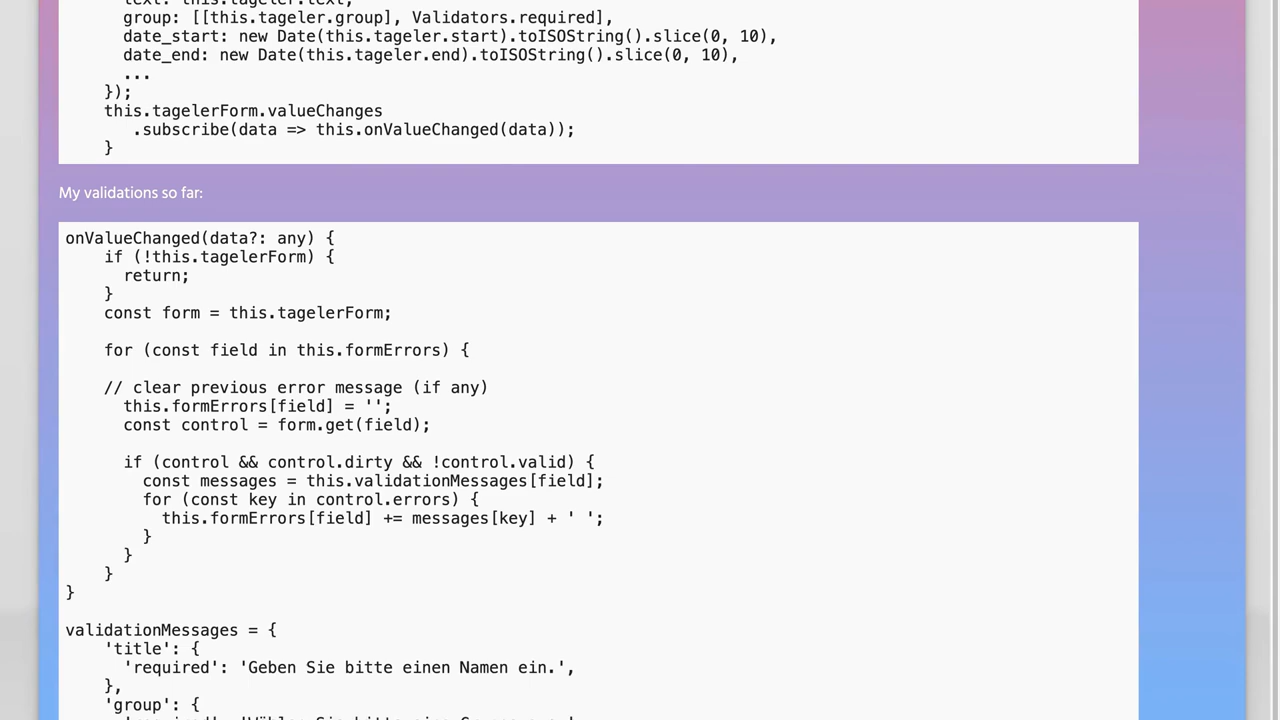 text: this.tageler.text,
group: [[this.tageler.group], Validators.required],
date_start: new Date(this.tageler.start).toISOString().slice(0, 10),
date_end: new Date(this.tageler.end).toISOString().slice(0, 10),
...
});
this.tagelerForm.valueChanges
.subscribe(data => this.onValueChanged(data));
}
My validations so far:
onValueChanged(data?: any) {
if (!this.tagelerForm) {
return;
}
const form = this.tagelerForm;
for (const field in this.formErrors) {
// clear previous error message (if any)
this.formErrors[field] = '';
const control = form.get(field);
if (control && control.dirty && !control.valid) {
const messages = this.validationMessages[field];
for (const key in control.errors) {
this.formErrors[field] += messages[key] + ' ';
}
}
}
}
validationMessages = {
'title': {
'required': 'Geben Sie bitte einen Namen ein.',
},
'group': {